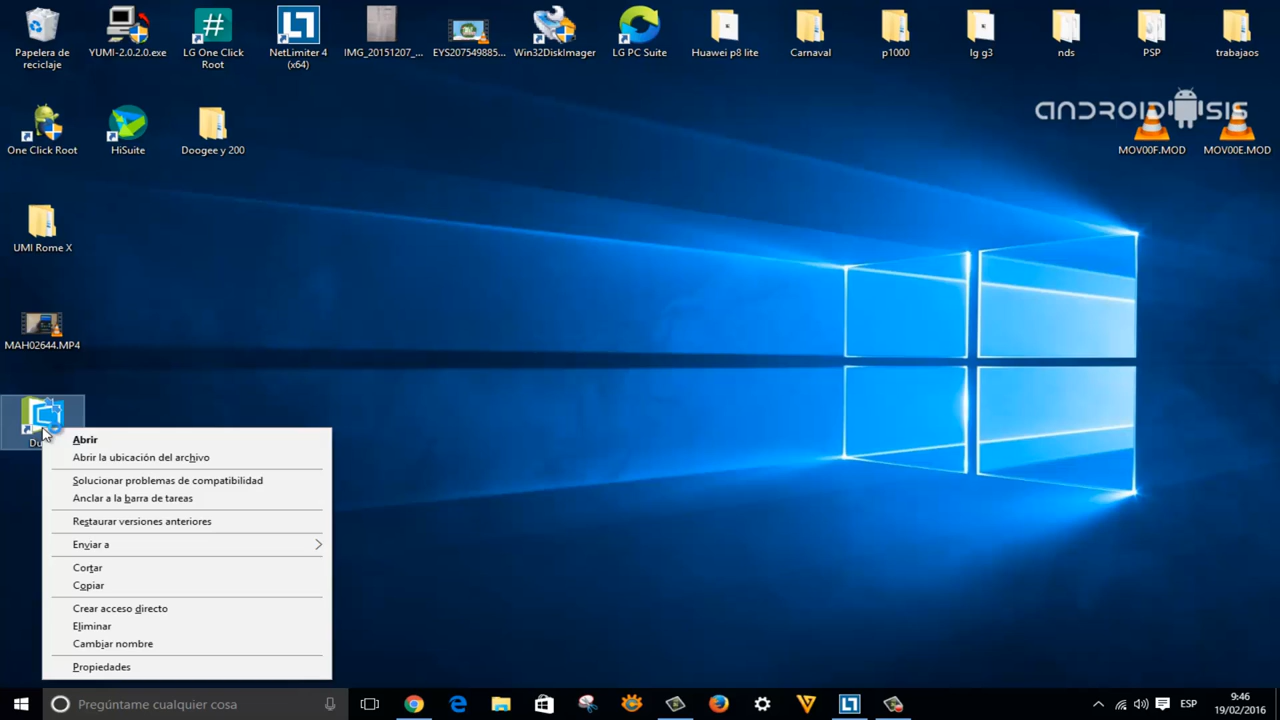 Papelera de
reciclaje
YUMI-2.0.2.0.exe
LG One Click
Root
NetLimiter 4
(x64)
IMG_20151207_...
EYS207549885...
Win32DiskImager
LG PC Suite
Huawei p8 lite
Carnaval
p1000
lg g3
nds
PSP
trabajaos
ANDROIDSIS
One Click Root
HiSuite
Doogee y 200
MOV00F.MOD
MOV00E.MOD
UMI Rome X
MAH02644.MP4
Abrir
Abrir la ubicación del archivo
Solucionar problemas de compatibilidad
Anclar a la barra de tareas
Restaurar versiones anteriores
Enviar a
Cortar
Copiar
Crear acceso directo
Eliminar
Cambiar nombre
Propiedades
Pregúntame cualquier cosa
ESP
9:46
19/02/2016